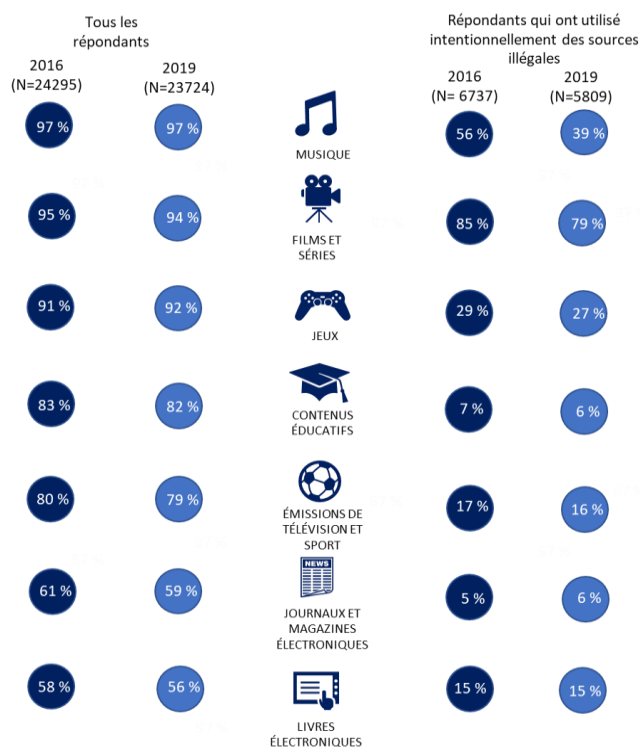 Tous les
répondants
Répondants qui ont utilisé
intentionnellement des sources
illégales
2016
(N=24295)
2019
(N=23724)
2016
(N= 6737)
2019
(N=5809)
97 %
97 %
MUSIQUE
56 %
39 %
95 %
94 %
FILMS ET
SÉRIES
85 %
79 %
91 %
92 %
JEUX
29 %
27 %
83 %
82 %
CONTENUS
ÉDUCATIFS
7 %
6 %
80 %
79 %
ÉMISSIONS DE
TÉLÉVISION ET
SPORT
17 %
16 %
61 %
59 %
NEWS
JOURNAUX ET
MAGAZINES
ÉLECTRONIQUES
5 %
6 %
58 %
56 %
LIVRES
ÉLECTRONIQUES
15 %
15 %